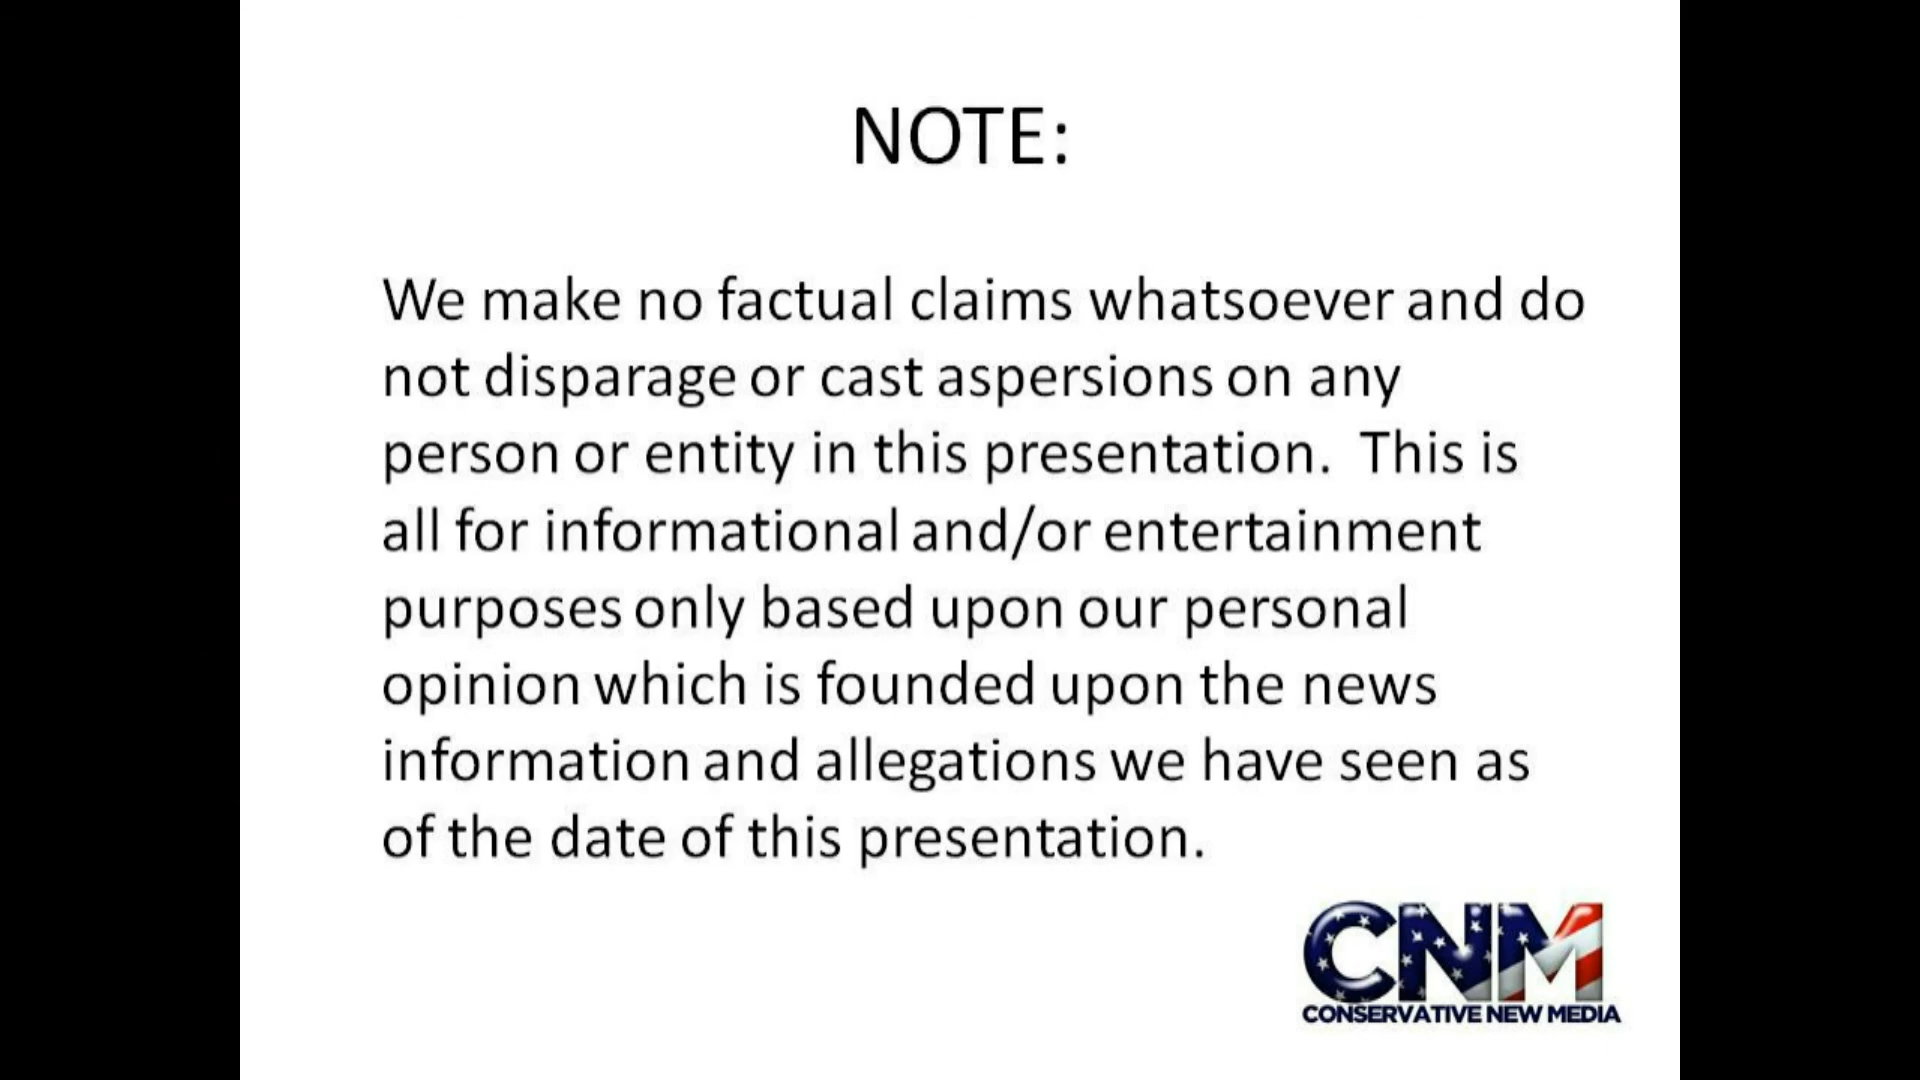 NOTE:
We make no factual claims whatsoever and do
not disparage or cast aspersions on any
person or entity in this presentation.  This is
all for informational and/or entertainment
purposes only based upon our personal
opinion which is founded upon the news
information and allegations we have seen as
of the date of this presentation.
CNM
CONSERVATIVE NEW MEDIA